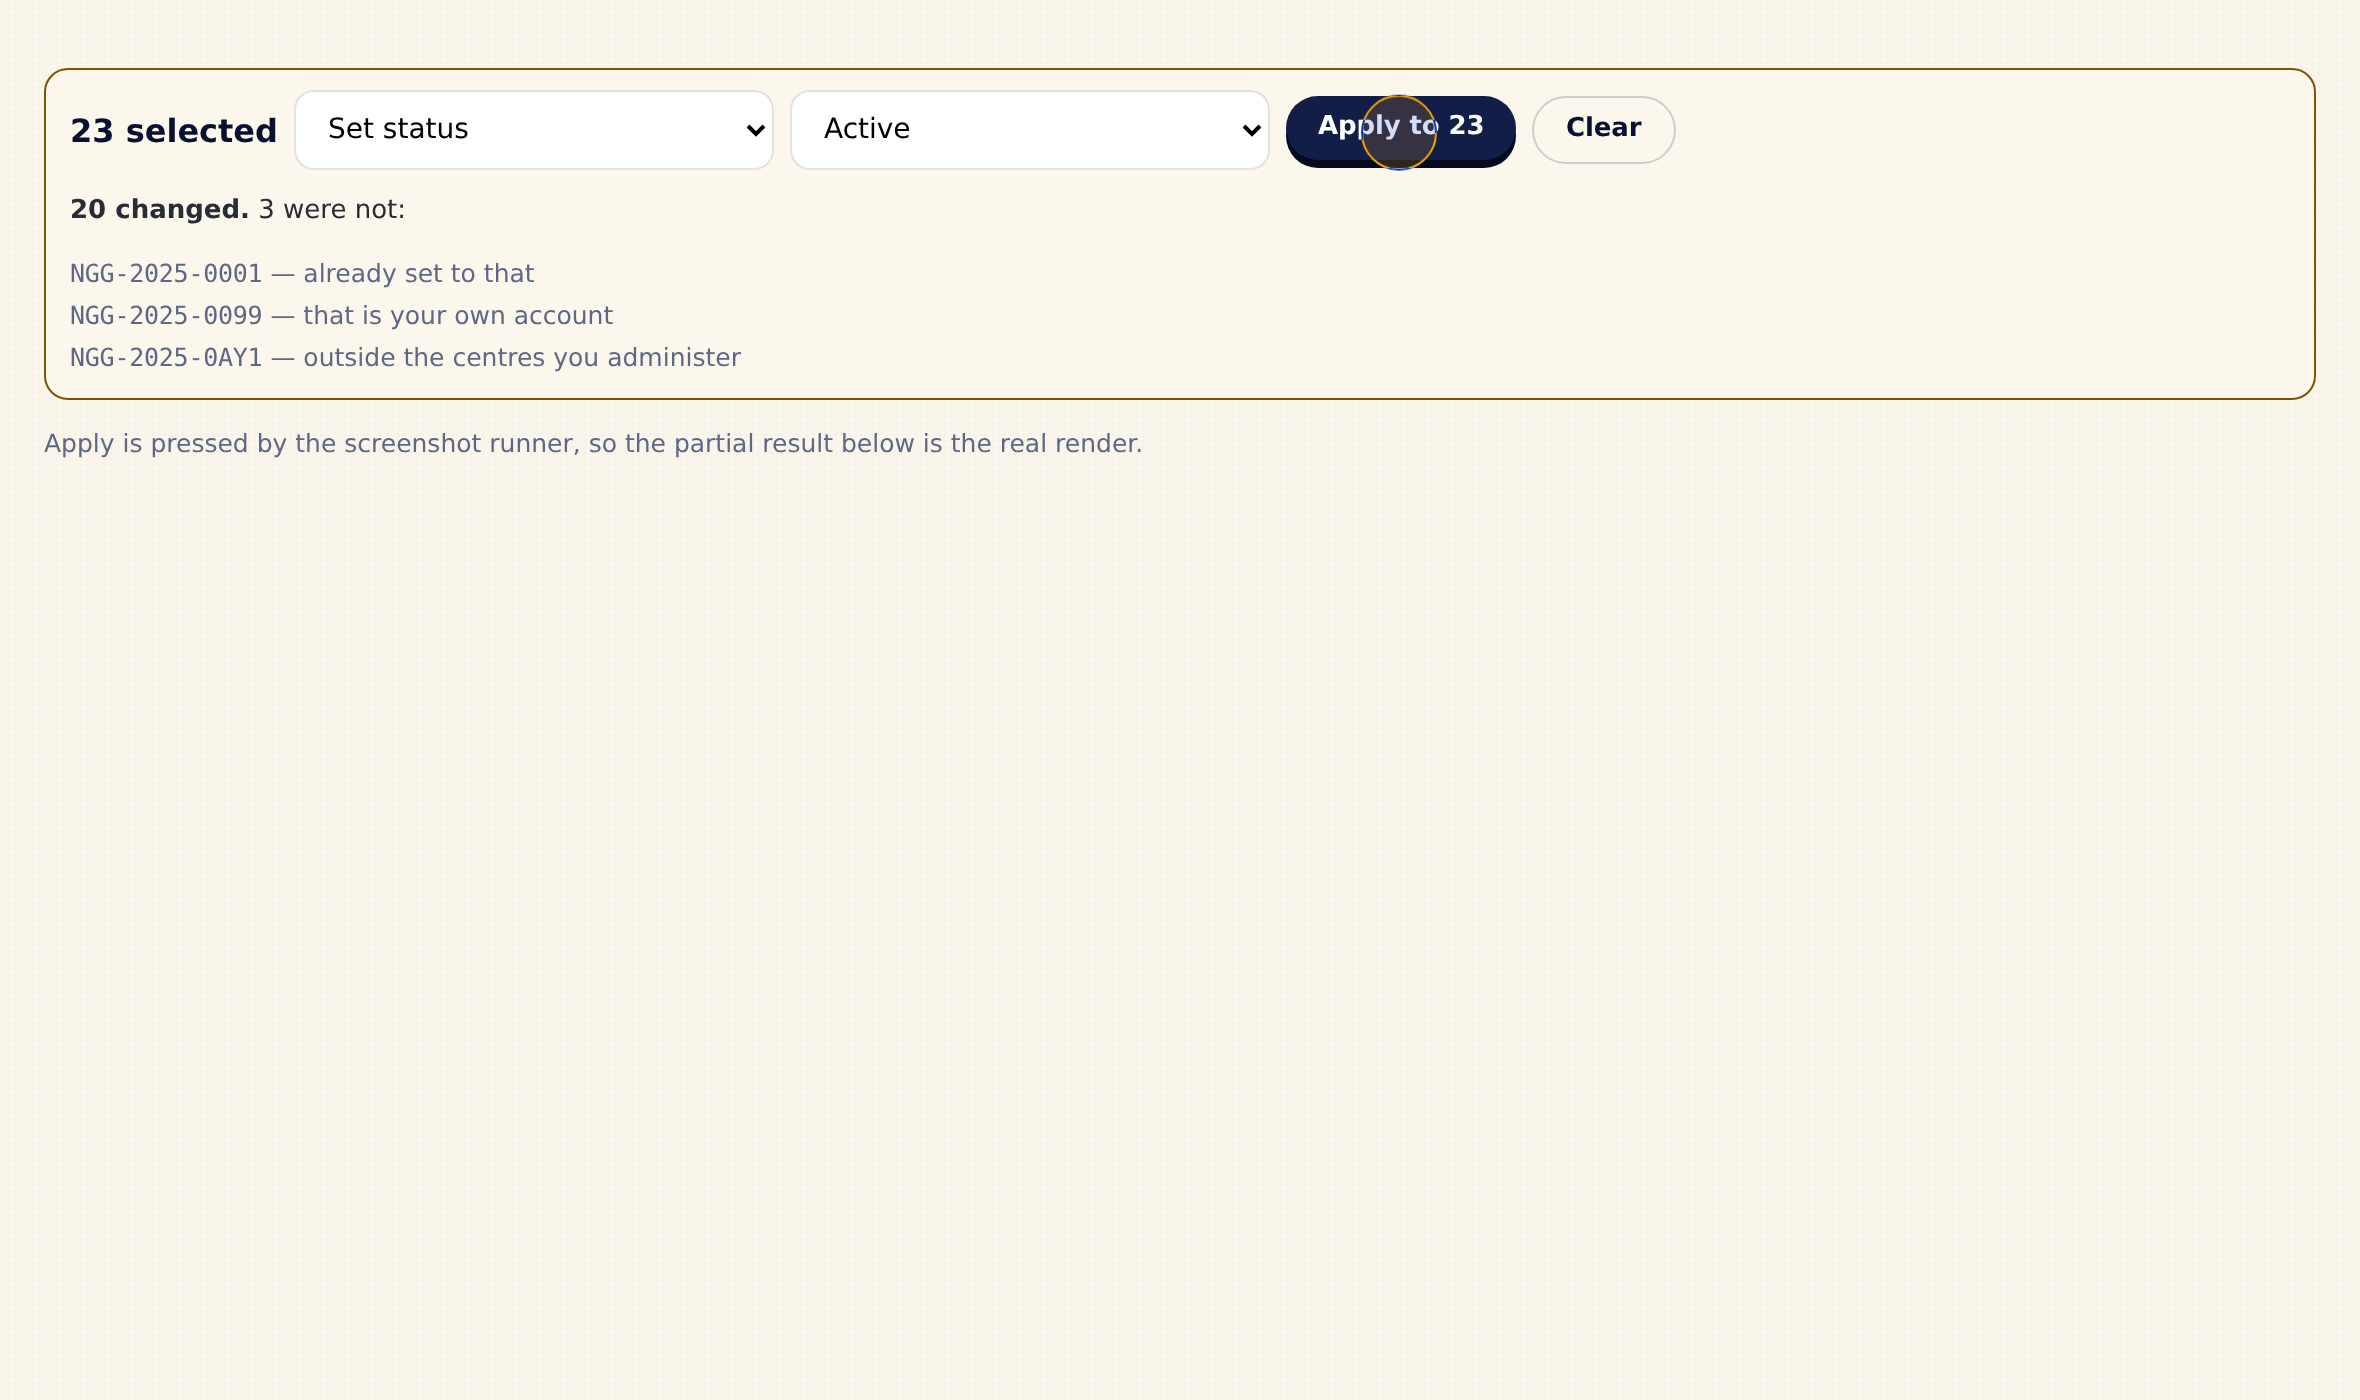 23 selected Set status Active Apply to 23 Clear
20 changed. 3 were not:
NGG-2025-0001 — already set to that
NGG-2025-0099 — that is your own account
NGG-2025-0AY1 — outside the centres you administer
Apply is pressed by the screenshot runner, so the partial result below is the real render.